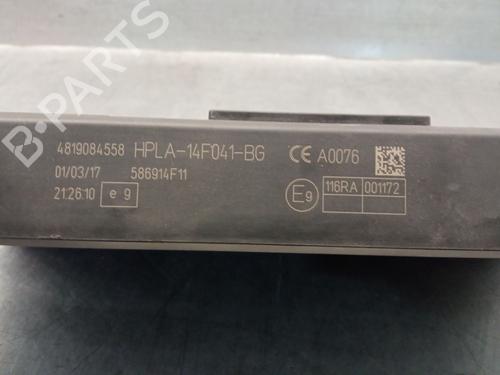 B-PARTS
4819084558 HPLA-14F041-BG CE A0076
01/03/17 586914F11
21:26:10 e 9
E9 116RA 001172